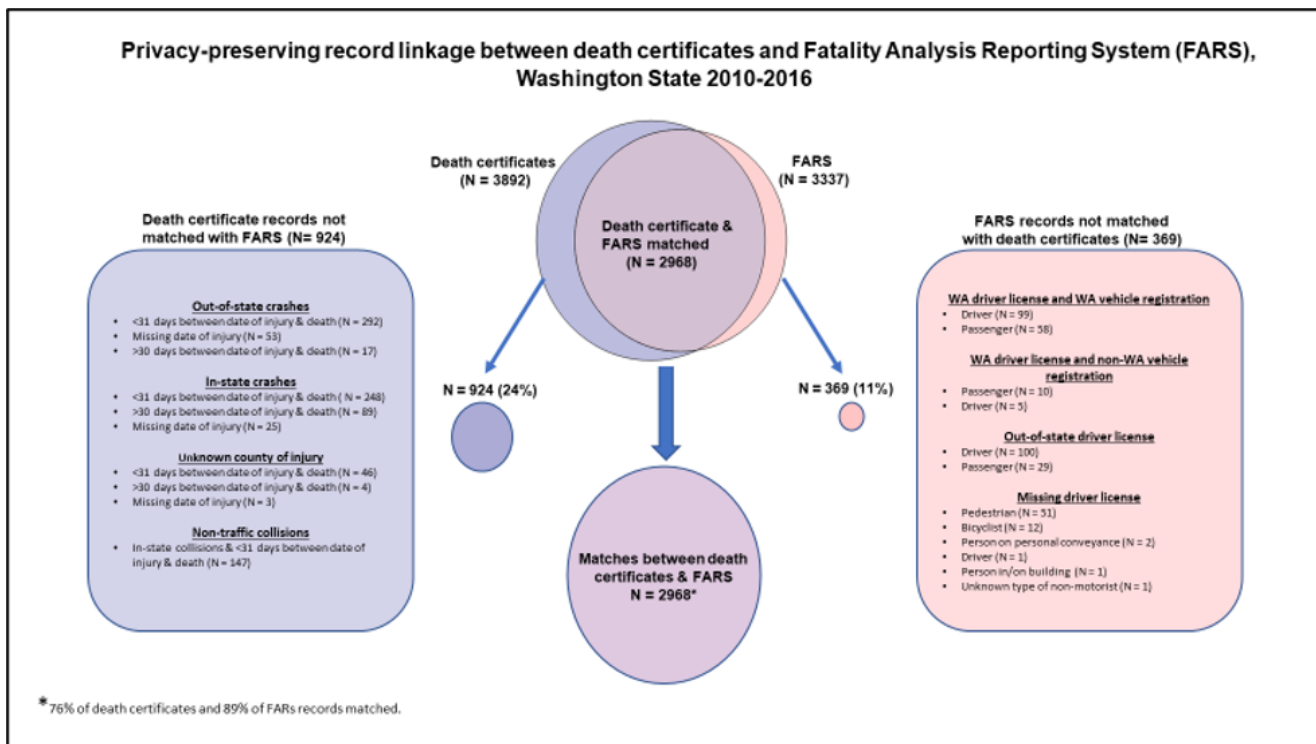 Privacy-preserving record linkage between death certificates and Fatality Analysis Reporting System (FARS),
Washington State 2010-2016
Death certificates
(N = 3892)
FARS
(N = 3337)
Death certificate &
FARS matched
(N = 2968)
Death certificate records not
matched with FARS (N= 924)
Out-of-state crashes
• <31 days between date of injury & death (N = 292)
• Missing date of injury (N = 53)
• >30 days between date of injury & death (N = 17)
In-state crashes
• <31 days between date of injury & death ( N = 248)
• >30 days between date of injury & death (N = 89)
• Missing date of injury (N = 25)
Unknown county of injury
• <31 days between date of injury & death (N = 46)
• >30 days between date of injury & death (N = 4)
• Missing date of injury (N = 3)
Non-traffic collisions
• In-state collisions & <31 days between date of
injury & death (N = 147)
N = 924 (24%)
N = 369 (11%)
Matches between death
certificates & FARS
N = 2968*
FARS records not matched
with death certificates (N= 369)
WA driver license and WA vehicle registration
• Driver (N = 99)
• Passenger (N = 58)
WA driver license and non-WA vehicle
registration
• Passenger (N = 10)
• Driver (N = 5)
Out-of-state driver license
• Driver (N = 100)
• Passenger (N = 29)
Missing driver license
• Pedestrian (N = 51)
• Bicyclist (N = 12)
• Person on personal conveyance (N = 2)
• Driver (N = 1)
• Person in/on building (N = 1)
• Unknown type of non-motorist (N = 1)
* 76% of death certificates and 89% of FARs records matched.